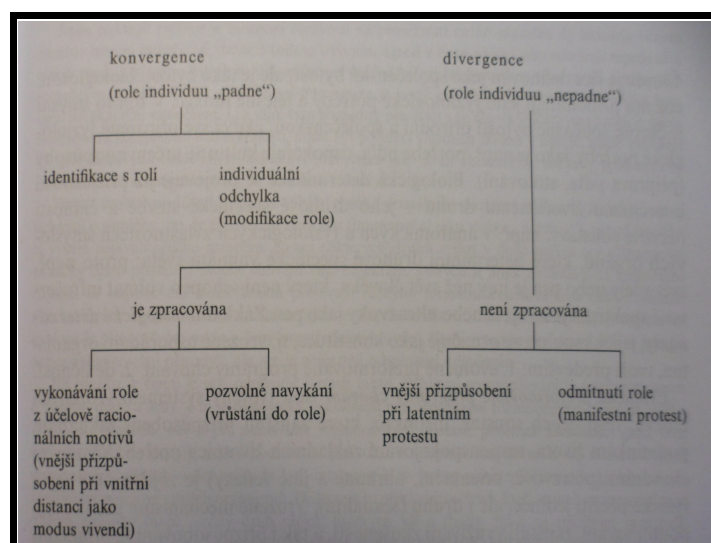 konvergence
(role individuu „padne“)
divergence
(role individuu „nepadne“)
identifikace s rolí
individuální
odchylka
(modifikace role)
je zpracována
není zpracována
vykonávání role
z účelově racio-
nálních motivů
(vnější přizpů-
sobení při vnitřní
distanci jako
modus vivendi)
pozvolné navykání
(vrůstání do role)
vnější přizpůsobení
při latentním
protestu
odmítnutí role
(manifestní protest)